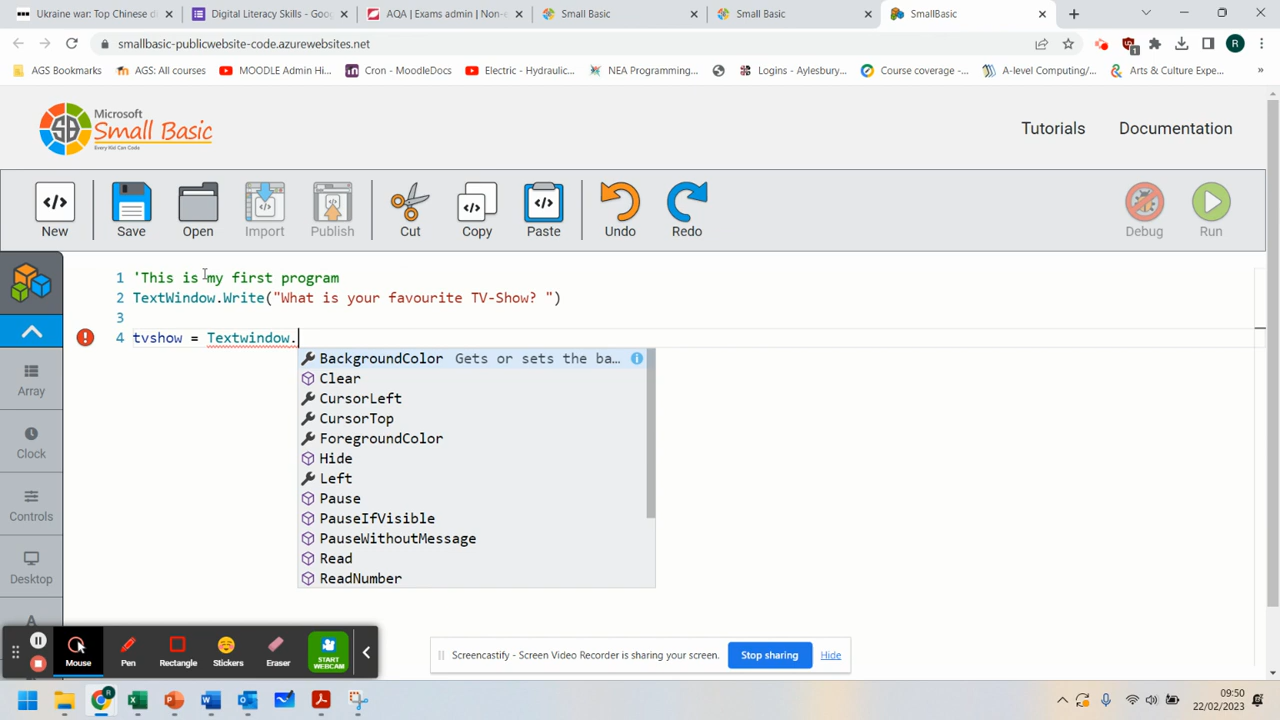 Ukraine war: Top Chinese di
Digital Literacy Skills - Goo
AQA | Exams admin | Non-e
Small Basic
Small Basic
SmallBasic
smallbasic-publicwebsite-code.azurewebsites.net
1
R
AGS Bookmarks
AGS: All courses
MOODLE Admin Hi...
Cron - MoodleDocs
Electric - Hydraulic...
NEA Programming...
Logins - Aylesbury...
Course coverage -...
A-level Computing/...
Arts & Culture Expe...
»
SB
Microsoft
Small Basic
Every Kid Can Code
Tutorials
Documentation
New
Save
Open
Import
Publish
Cut
Copy
Paste
Undo
Redo
Debug
Run
1 'This is my first program
2 TextWindow.Write("What is your favourite TV-Show? ")
3
4 tvshow = Textwindow.
BackgroundColor Gets or sets the ba...
Clear
CursorLeft
CursorTop
ForegroundColor
Hide
Left
Pause
PauseIfVisible
PauseWithoutMessage
Read
ReadNumber
Array
Clock
Controls
Desktop
Mouse
Pen
Rectangle
Stickers
Eraser
START
WEBCAM
Screencastify - Screen Video Recorder is sharing your screen.
Stop sharing
Hide
09:50
22/02/2023